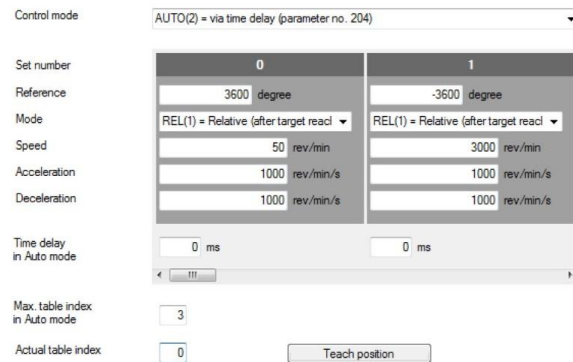 Control mode AUTO(2) = via time delay (parameter no. 204)
Set number 0 1
Reference 3600 degree -3600 degree
Mode REL(1) = Relative (after target reacl REL(1) = Relative (after target reacl
Speed 50 rev/min 3000 rev/min
Acceleration 1000 rev/min/s 1000 rev/min/s
Deceleration 1000 rev/min/s 1000 rev/min/s
Time delay
in Auto mode 0 ms 0 ms
Max. table index
in Auto mode 3
Actual table index 0 Teach position